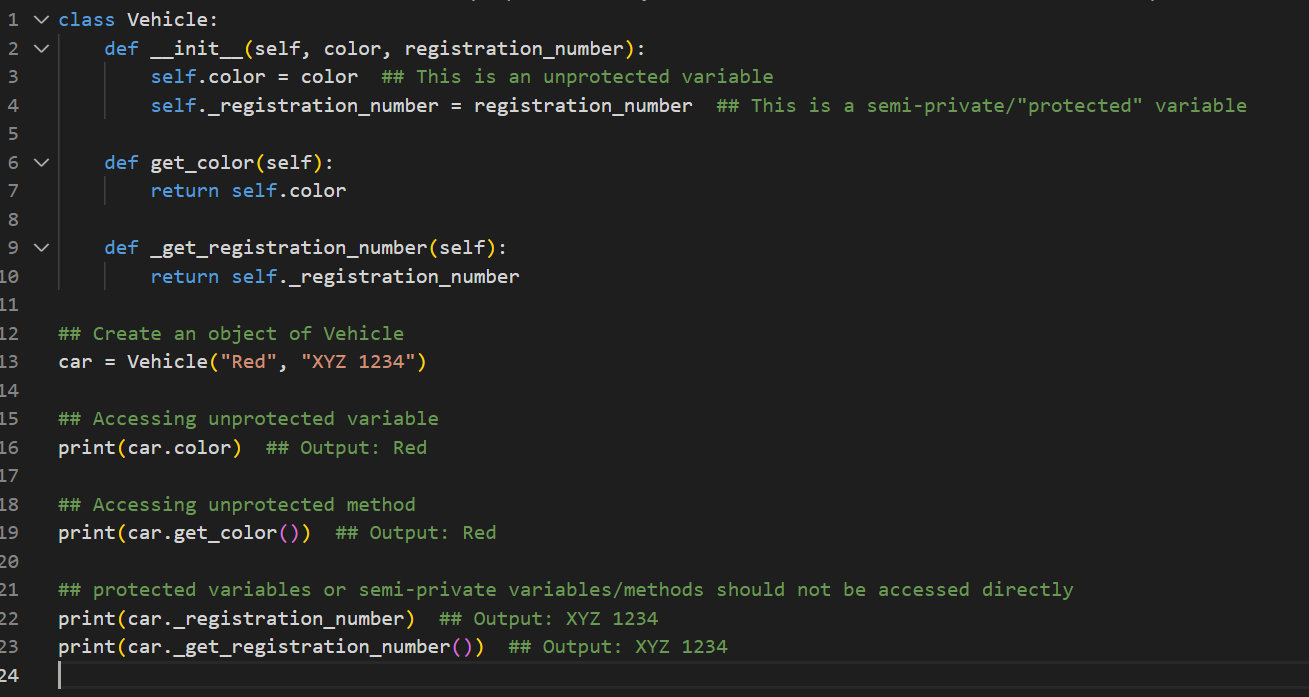 1 class Vehicle:
2     def __init__(self, color, registration_number):
3         self.color = color  ## This is an unprotected variable
4         self._registration_number = registration_number  ## This is a semi-private/"protected" variable
5
6     def get_color(self):
7         return self.color
8
9     def _get_registration_number(self):
10         return self._registration_number
11
12 ## Create an object of Vehicle
13 car = Vehicle("Red", "XYZ 1234")
14
15 ## Accessing unprotected variable
16 print(car.color)  ## Output: Red
17
18 ## Accessing unprotected method
19 print(car.get_color())  ## Output: Red
20
21 ## protected variables or semi-private variables/methods should not be accessed directly
22 print(car._registration_number)  ## Output: XYZ 1234
23 print(car._get_registration_number())  ## Output: XYZ 1234
24